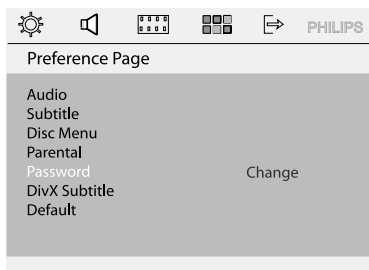 PHILIPS
Preference Page
Audio
Subtitle
Disc Menu
Parental
Password Change
DivX Subtitle
Default